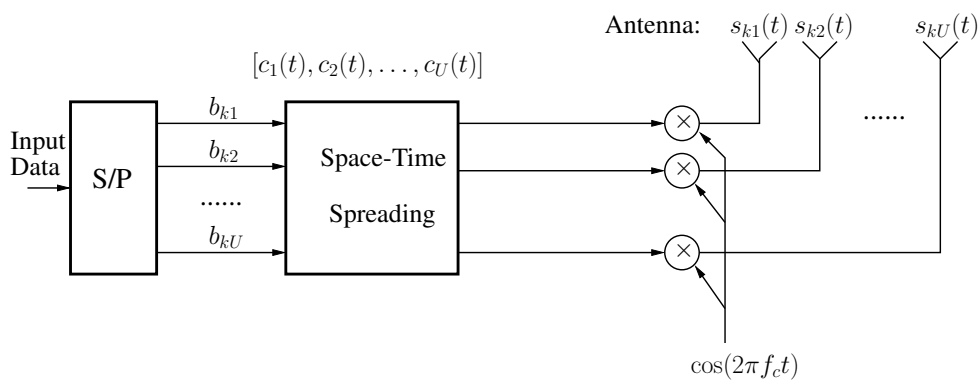 Antenna: s_{k1}(t) s_{k2}(t) s_{kU}(t)
[c_1(t), c_2(t), . . . , c_U(t)]
Input
Data
S/P
b_{k1}
b_{k2}
......
b_{kU}
Space-Time
Spreading
×
×
×
......
cos(2πf_ct)